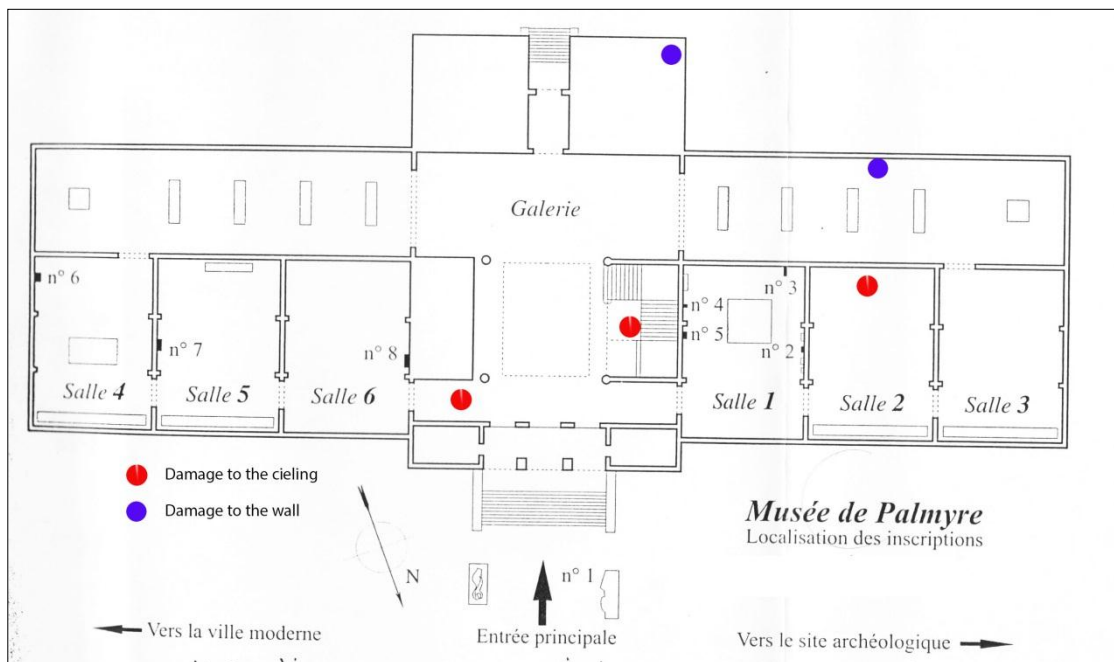 Galerie
n° 6
n° 3
n° 4
n° 5
n° 7
n° 8
n° 2
Salle 4
Salle 5
Salle 6
Salle 1
Salle 2
Salle 3
Damage to the cieling
Damage to the wall
Musée de Palmyre
Localisation des inscriptions
N
n° 1
Vers la ville moderne
Entrée principale
Vers le site archéologique